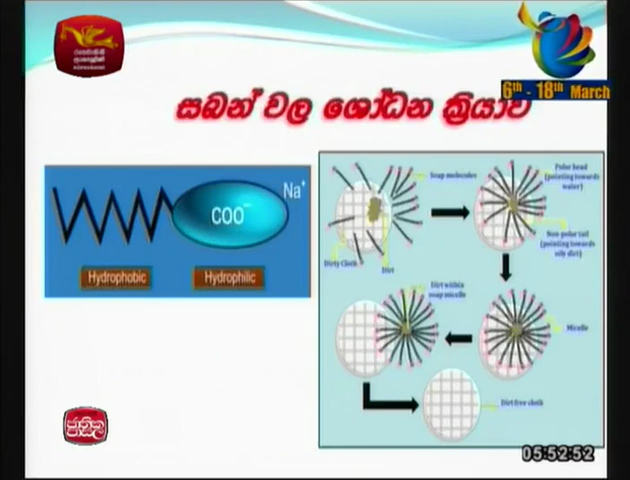 6th - 18th March
සබන් වල ශෝධන ක්‍රියාව
COO⁻
Na⁺
Hydrophobic
Hydrophilic
Soap molecules
Dirty Cloth
Dirt
Polar head
(pointing towards
water)
Non-polar tail
(pointing towards
oily dirt)
Dirt within
soap micelle
Micelle
Dirt free cloth
ජාතික
පාසල
05:52:52